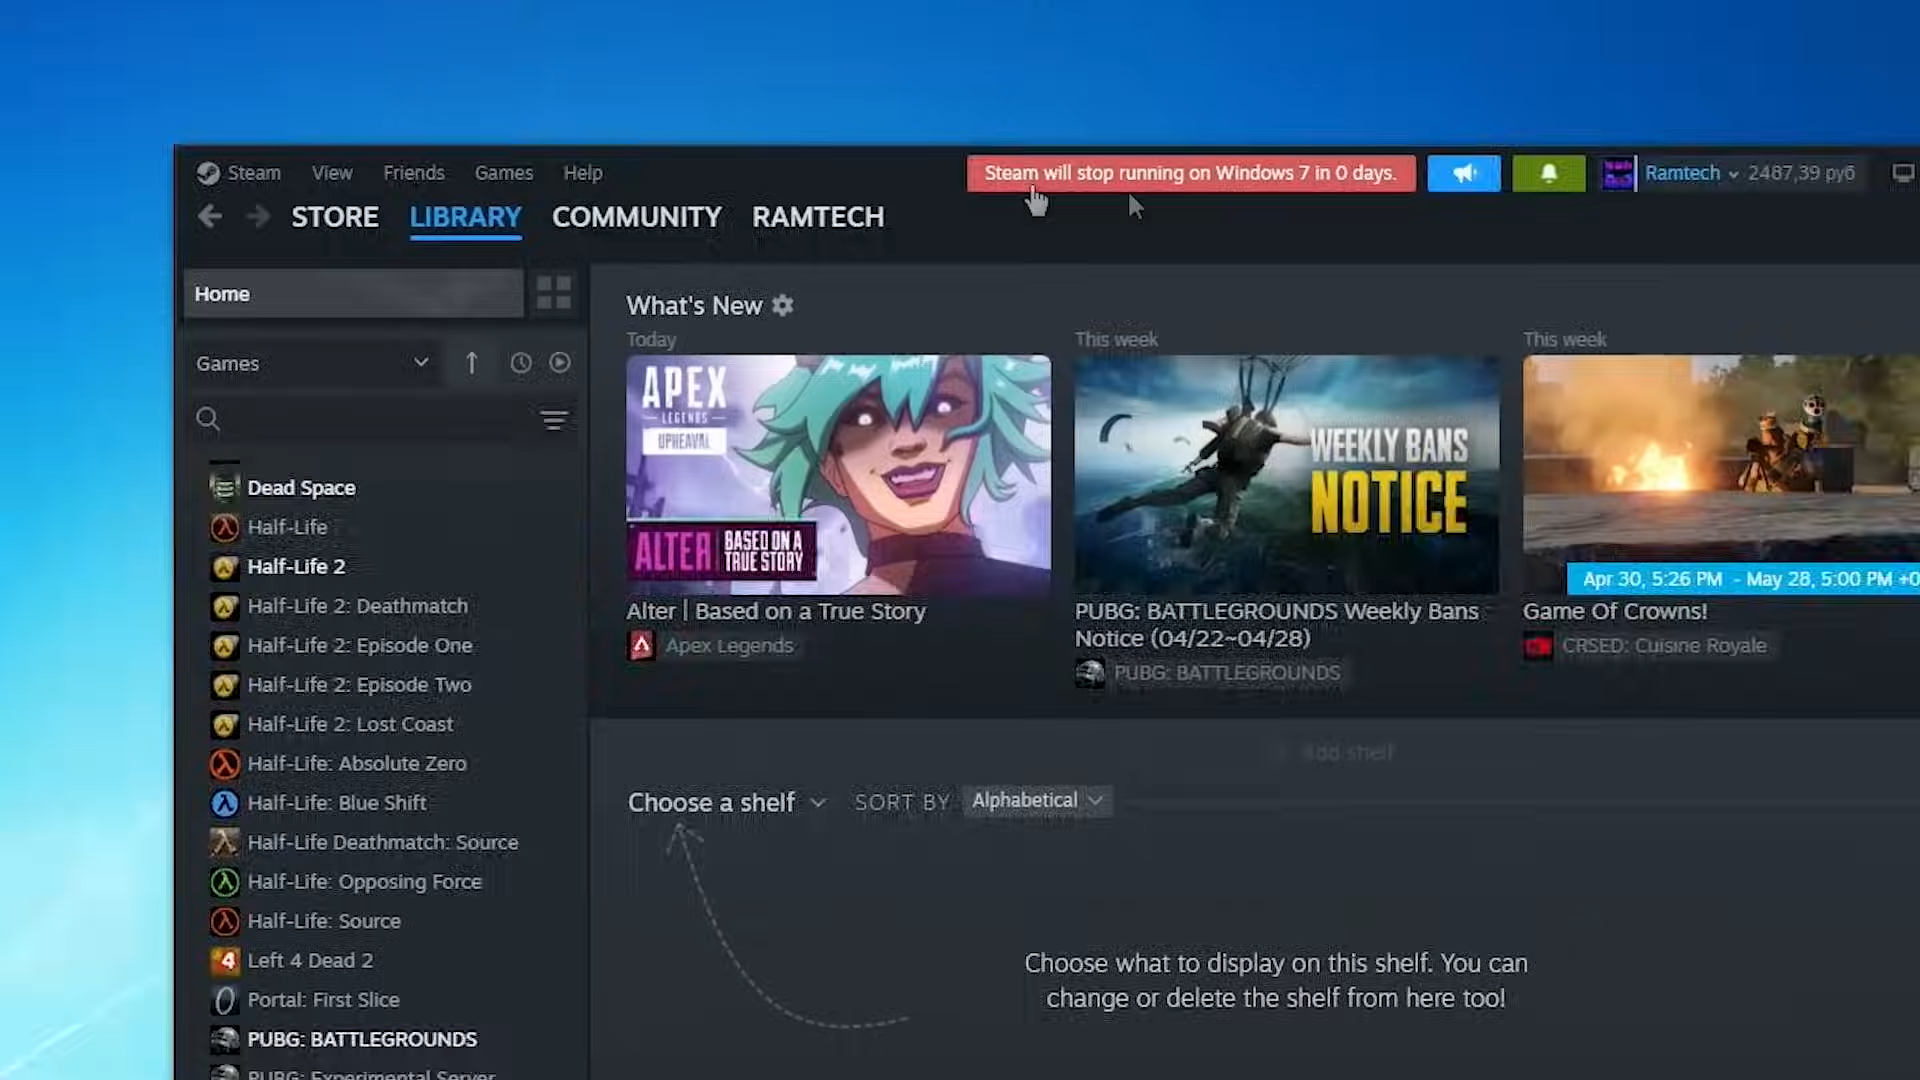 Steam View Friends Games Help
Steam will stop running on Windows 7 in 0 days.
Ramtech 2487,39 руб
STORE LIBRARY COMMUNITY RAMTECH
Home
Games
Dead Space
Half-Life
Half-Life 2
Half-Life 2: Deathmatch
Half-Life 2: Episode One
Half-Life 2: Episode Two
Half-Life 2: Lost Coast
Half-Life: Absolute Zero
Half-Life: Blue Shift
Half-Life Deathmatch: Source
Half-Life: Opposing Force
Half-Life: Source
Left 4 Dead 2
Portal: First Slice
PUBG: BATTLEGROUNDS
PUBG: Experimental Server
What's New
Today
APEX
LEGENDS
UPHEAVAL
ALTER BASED ON A
TRUE STORY
Alter | Based on a True Story
Apex Legends
This week
WEEKLY BANS
NOTICE
PUBG: BATTLEGROUNDS Weekly Bans
Notice (04/22~04/28)
PUBG: BATTLEGROUNDS
This week
Apr 30, 5:26 PM - May 28, 5:00 PM +0
Game Of Crowns!
CRSED: Cuisine Royale
Add shelf
Choose a shelf SORT BY Alphabetical
Choose what to display on this shelf. You can
change or delete the shelf from here too!